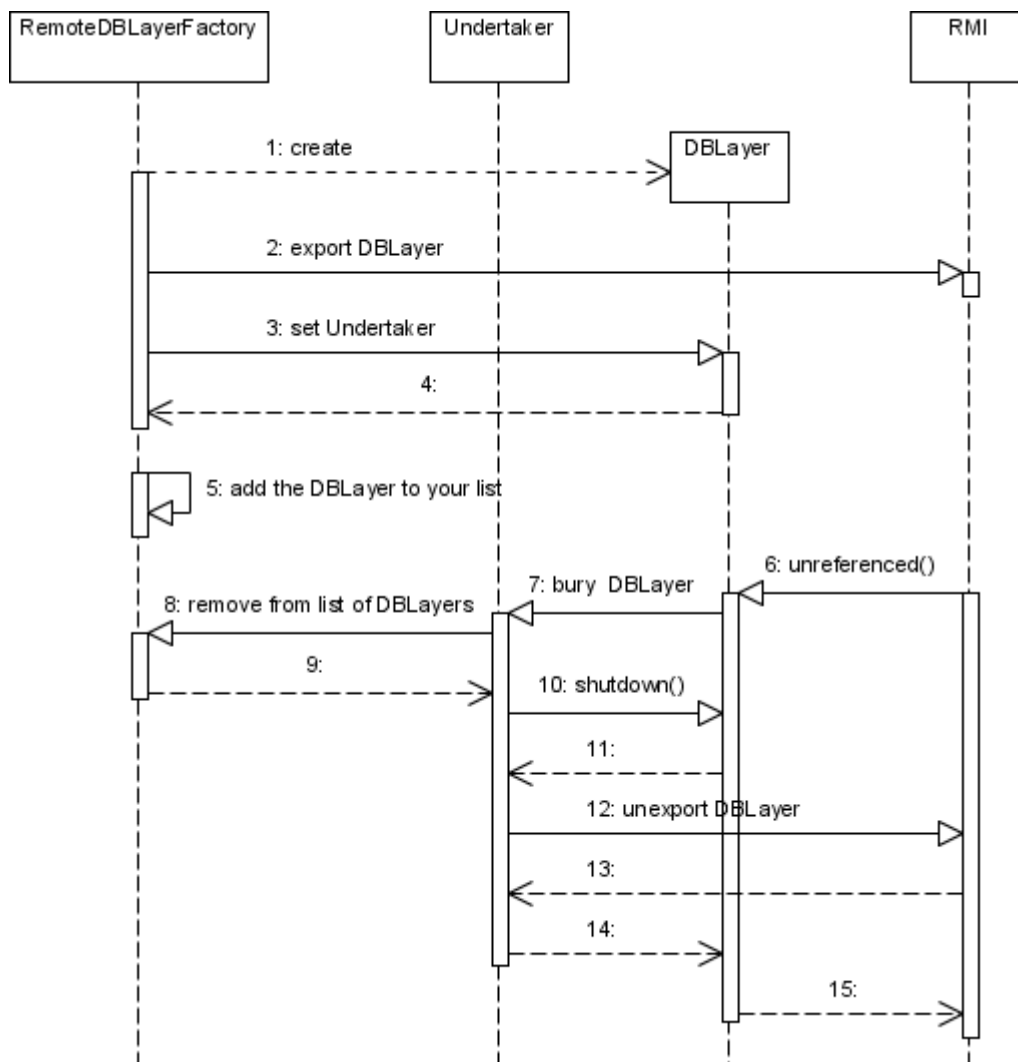 RemoteDBLayerFactory
Undertaker
RMI
1: create
DBLayer
2: export DBLayer
3: set Undertaker
4:
5: add the DBLayer to your list
6: unreferenced()
7: bury DBLayer
8: remove from list of DBLayers
9:
10: shutdown()
11:
12: unexport DBLayer
13:
14:
15: